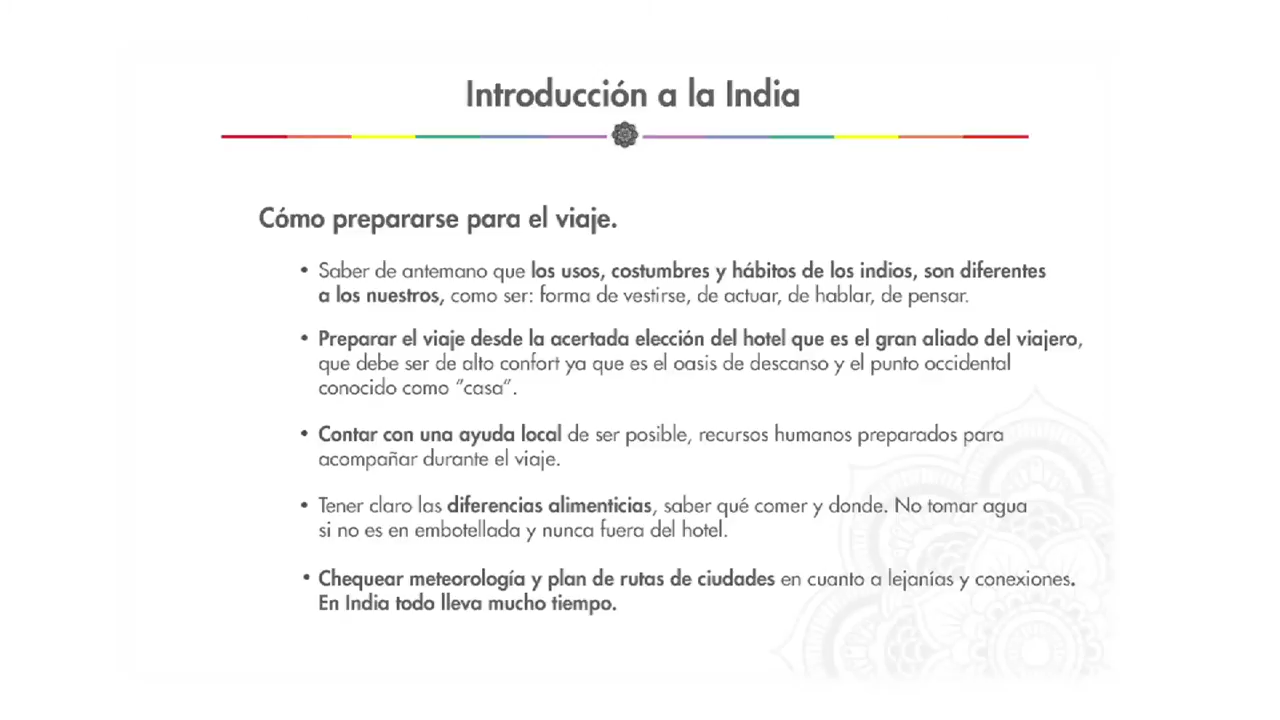 Introducción a la India
Cómo prepararse para el viaje.
• Saber de antemano que los usos, costumbres y hábitos de los indios, son diferentes
a los nuestros, como ser: forma de vestirse, de actuar, de hablar, de pensar.
• Preparar el viaje desde la acertada elección del hotel que es el gran aliado del viajero,
que debe ser de alto confort ya que es el oasis de descanso y el punto occidental
conocido como "casa".
• Contar con una ayuda local de ser posible, recursos humanos preparados para
acompañar durante el viaje.
• Tener claro las diferencias alimenticias, saber qué comer y donde. No tomar agua
si no es en embotellada y nunca fuera del hotel.
• Chequear meteorología y plan de rutas de ciudades en cuanto a lejanías y conexiones.
En India todo lleva mucho tiempo.